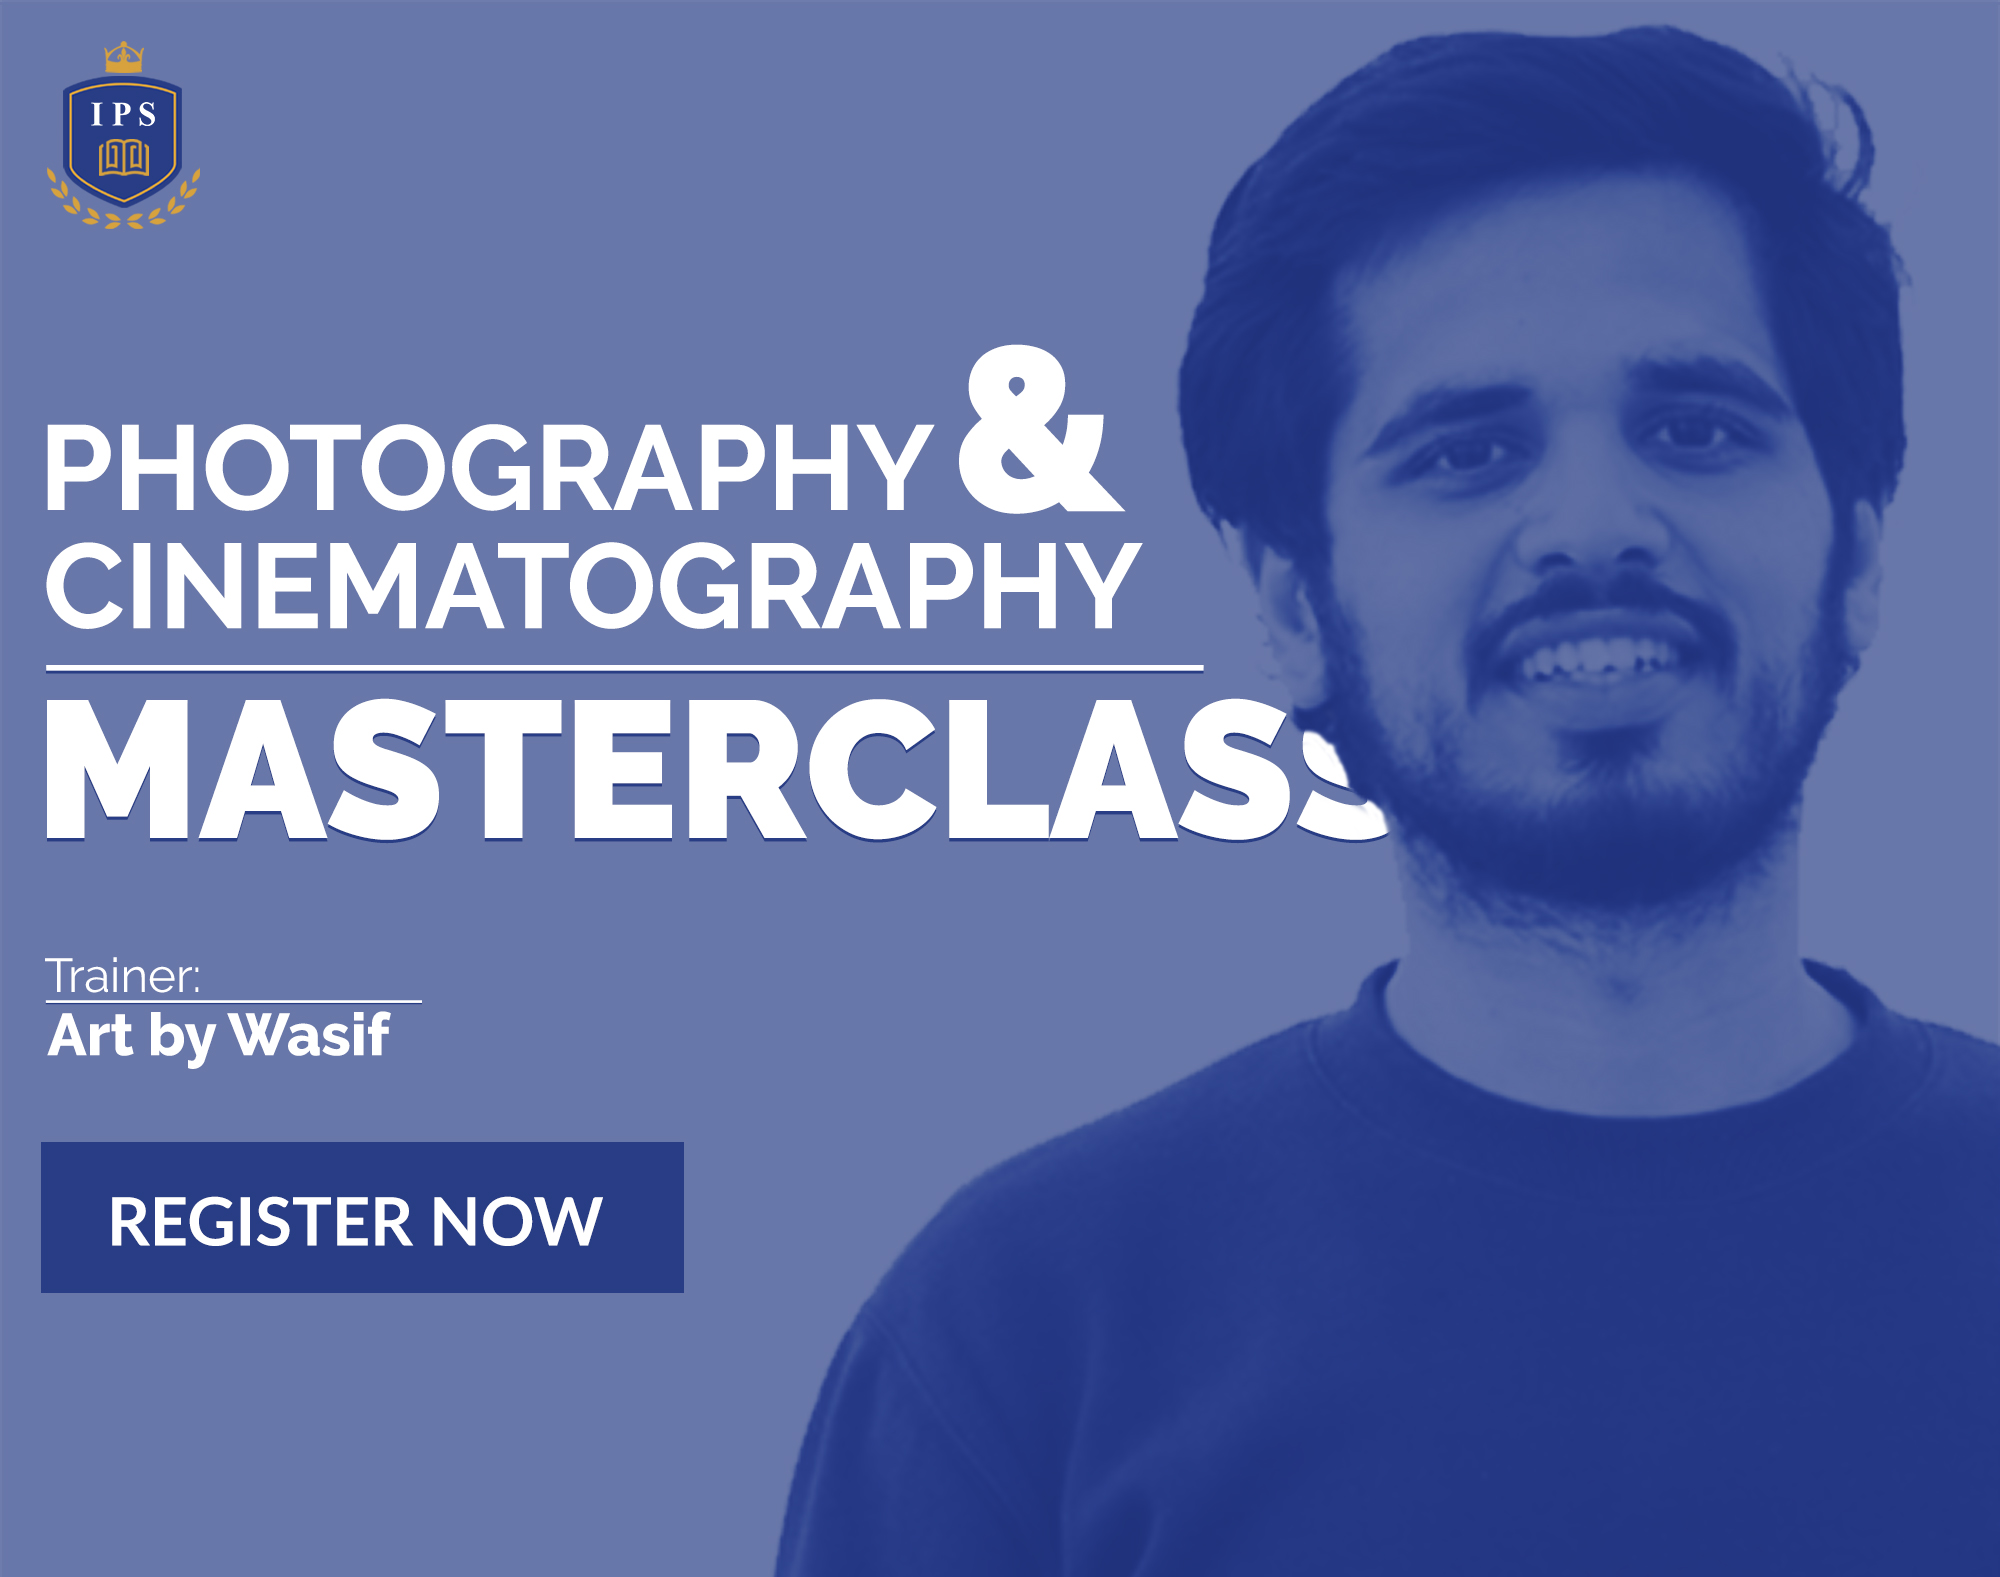 IPS
PHOTOGRAPHY &
CINEMATOGRAPHY
MASTERCLASS
Trainer:
Art by Wasif
REGISTER NOW